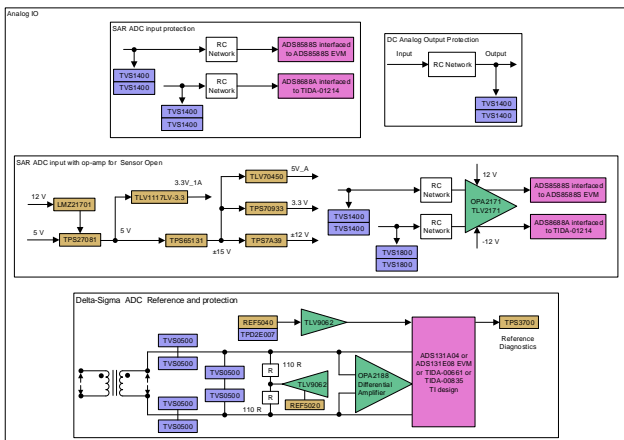 Analog IO
SAR ADC input protection
RC
Network
ADS8588S interfaced
to ADS8588S EVM
TVS1400
TVS1400
RC
Network
ADS8688A interfaced
to TIDA-01214
TVS1400
TVS1400
DC Analog Output Protection
Input
Output
RC Network
TVS1400
TVS1400
SAR ADC input with op-amp for Sensor Open
12 V
LMZ21701
5 V
TPS27081
3.3V_1A
TLV1117LV-3.3
5 V
TPS65131
±15 V
5V_A
TLV70450
3.3 V
TPS70933
±12 V
TPS7A39
12 V
RC
Network
TVS1400
TVS1400
RC
Network
TVS1800
TVS1800
OPA2171
TLV2171
-12 V
ADS8588S interfaced
to ADS8588S EVM
ADS8688A interfaced
to TIDA-01214
Delta-Sigma ADC Reference and protection
REF5040
TPD2E007
TLV9062
TPS3700
Reference
Diagnostics
TVS0500
TVS0500
TVS0500
TVS0500
TVS0500
TVS0500
110 R
R
R
110 R
TLV9062
REF5020
OPA2188
Differential
Amplifier
ADS131A04 or
ADS131E08 EVM
or TIDA-00661 or
TIDA-00835
TI design